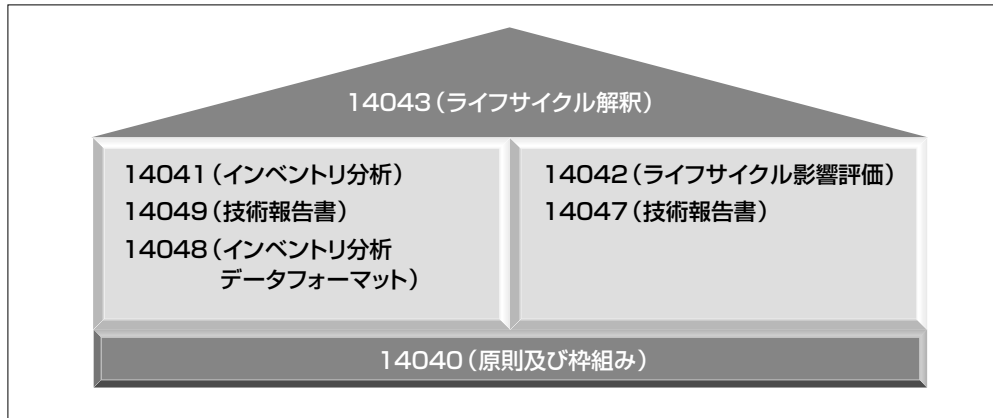 14043（ライフサイクル解釈）
14041（インベントリ分析）
14049（技術報告書）
14048（インベントリ分析
データフォーマット）
14042（ライフサイクル影響評価）
14047（技術報告書）
14040（原則及び枠組み）